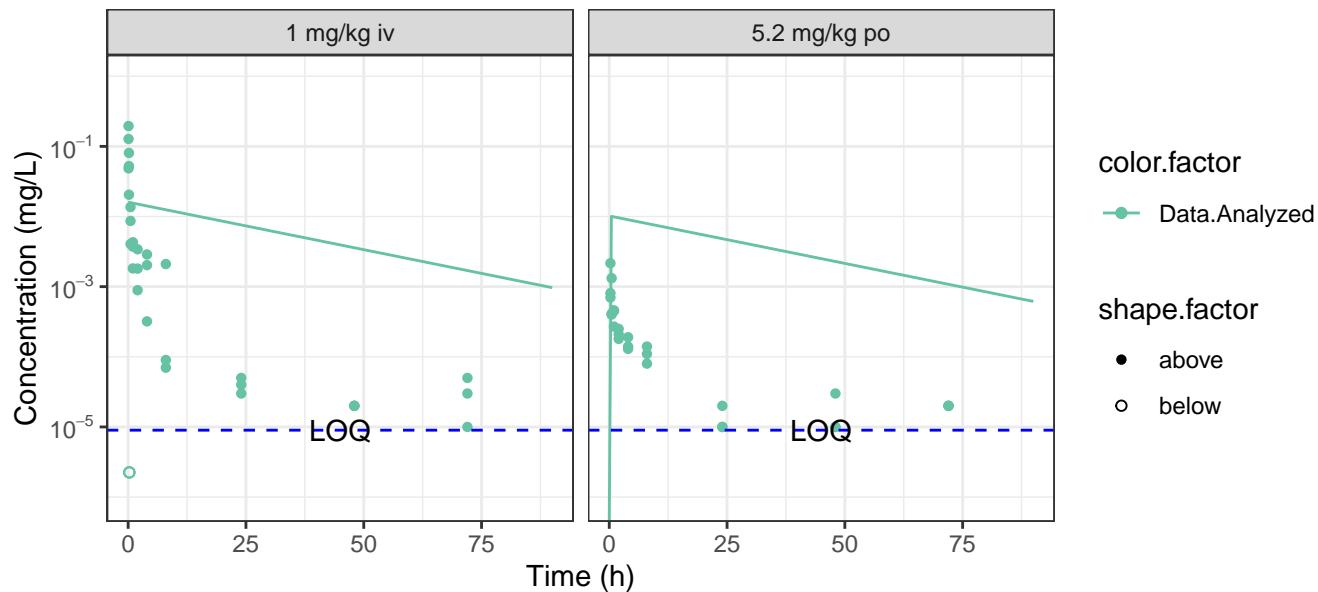 1 mg/kg iv
5.2 mg/kg po
Concentration (mg/L)
10⁻¹
10⁻³
10⁻⁵
LOQ
LOQ
0 25 50 75
0 25 50 75
Time (h)
color.factor
Data.Analyzed
shape.factor
above
below